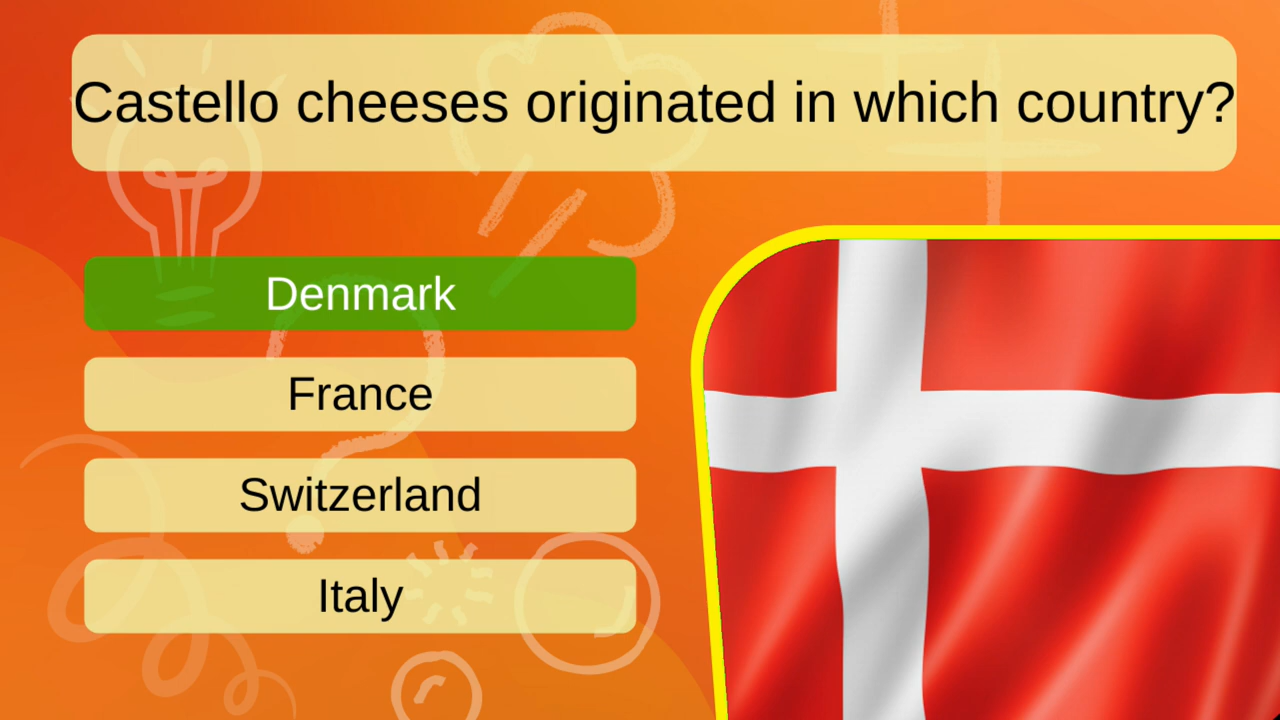 Castello cheeses originated in which country?
Denmark
France
Switzerland
Italy